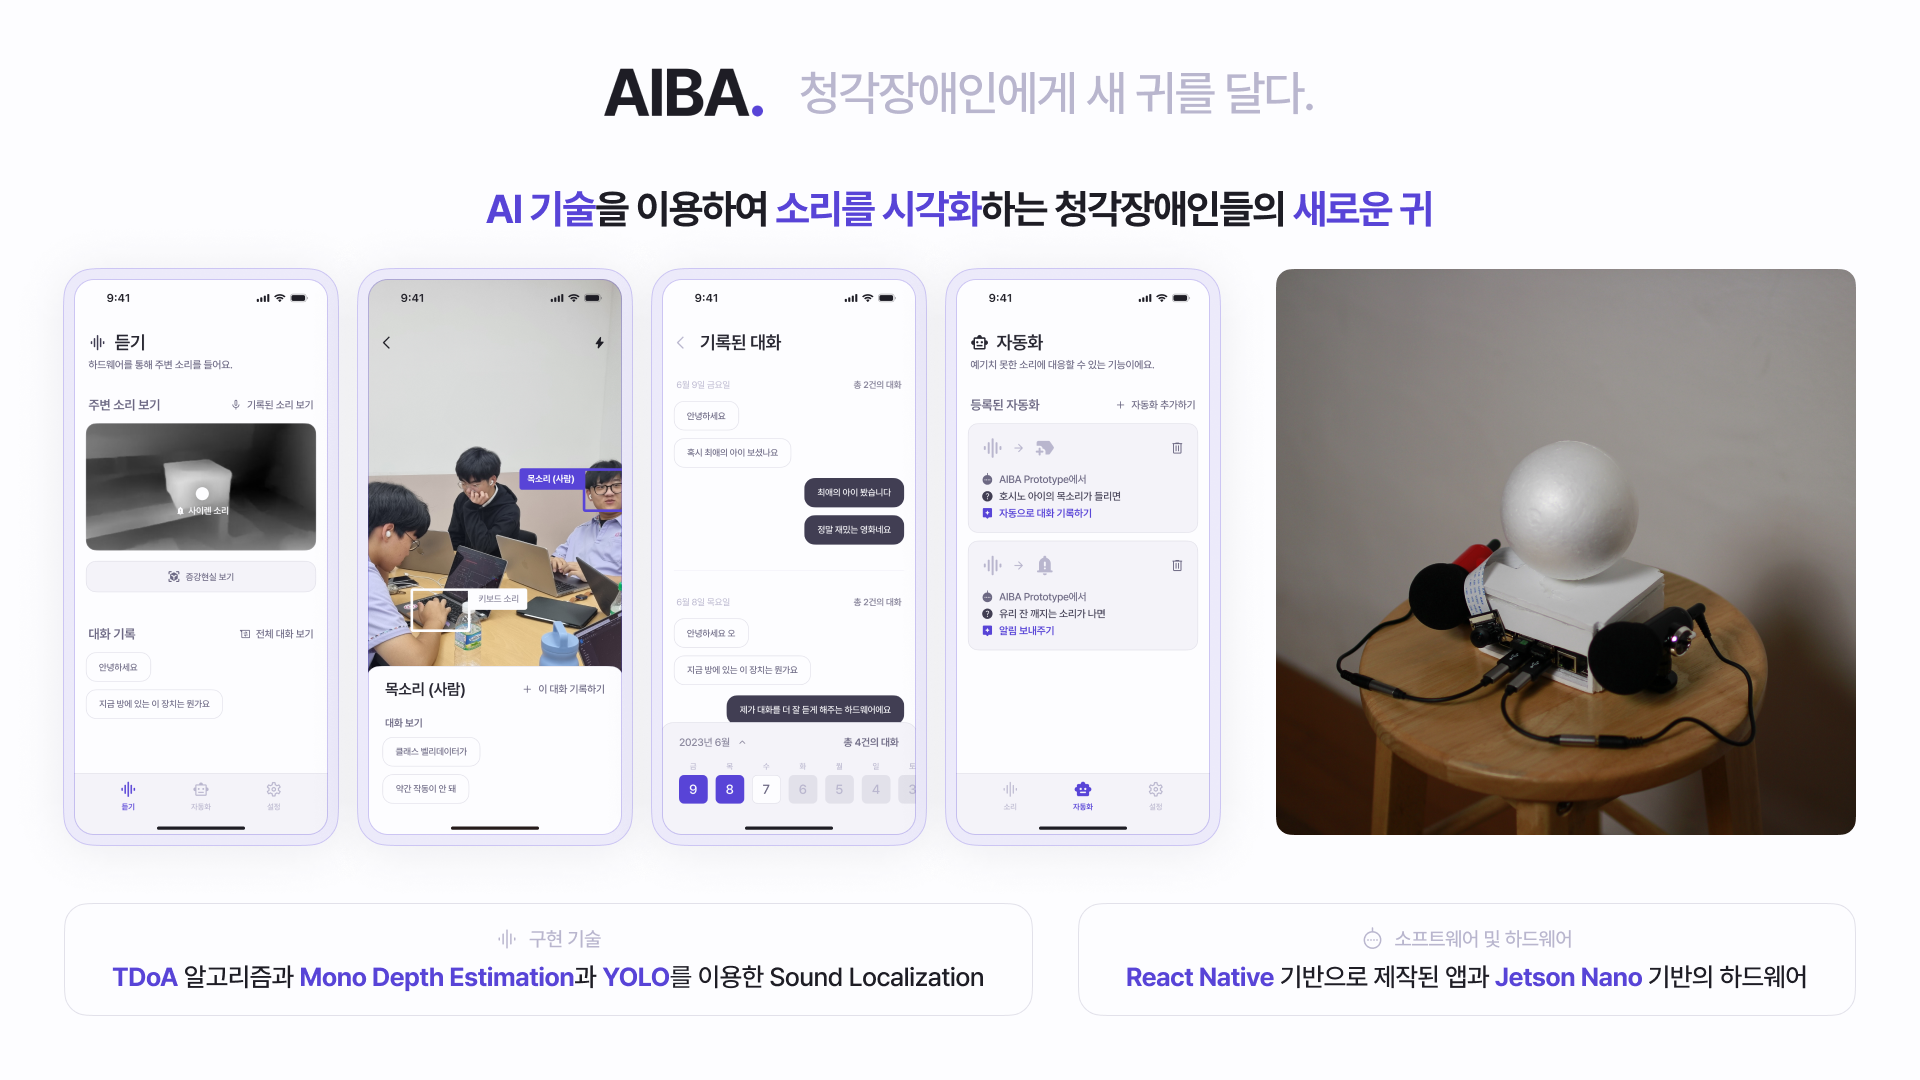 AIBA. 청각장애인에게 새 귀를 달다.
AI 기술을 이용하여 소리를 시각화하는 청각장애인들의 새로운 귀
9:41
듣기
하드웨어를 통해 주변 소리를 들어요.
주변 소리 보기
기록된 소리 보기
사이렌 소리
증강현실 보기
대화 기록
전체 대화 보기
안녕하세요
지금 방에 있는 이 장치는 뭔가요
듣기
자동화
설정
9:41
목소리 (사람)
키보드 소리
목소리 (사람)
+ 이 대화 기록하기
대화 보기
클래스 벨리데이터가
약간 작동이 안 돼
9:41
기록된 대화
6월 9일 금요일
총 2건의 대화
안녕하세요
혹시 최애의 아이 보셨나요
최애의 아이 봤습니다
정말 재밌는 영화네요
6월 8일 목요일
총 2건의 대화
안녕하세요 오
지금 방에 있는 이 장치는 뭔가요
제가 대화를 더 잘 듣게 해주는 하드웨어에요
2023년 6월
총 4건의 대화
금 목 수 화 월 일 토
9 8 7 6 5 4 3
9:41
자동화
예기치 못한 소리에 대응할 수 있는 기능이에요.
등록된 자동화
+ 자동화 추가하기
AIBA Prototype에서
호시노 아이의 목소리가 들리면
자동으로 대화 기록하기
AIBA Prototype에서
유리 잔 깨지는 소리가 나면
알림 보내주기
소리
자동화
설정
구현 기술
TDoA 알고리즘과 Mono Depth Estimation과 YOLO를 이용한 Sound Localization
소프트웨어 및 하드웨어
React Native 기반으로 제작된 앱과 Jetson Nano 기반의 하드웨어